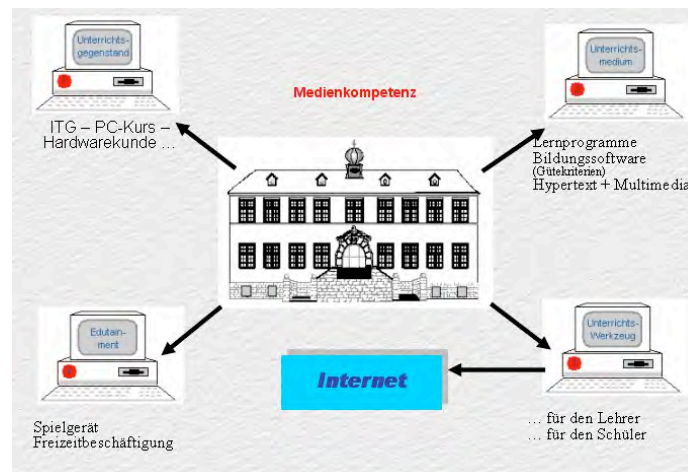 Unterrichts-
gegenstand
ITG – PC-Kurs –
Hardwarekunde ...
Medienkompetenz
Unterrichts-
medium
Lernprogramme
Bildungssoftware
(Gütekriterien)
Hypertext + Multimedia
Edutain-
ment
Spielgerät
Freizeitbeschäftigung
Internet
Unterrichts-
Werkzeug
... für den Lehrer
... für den Schüler